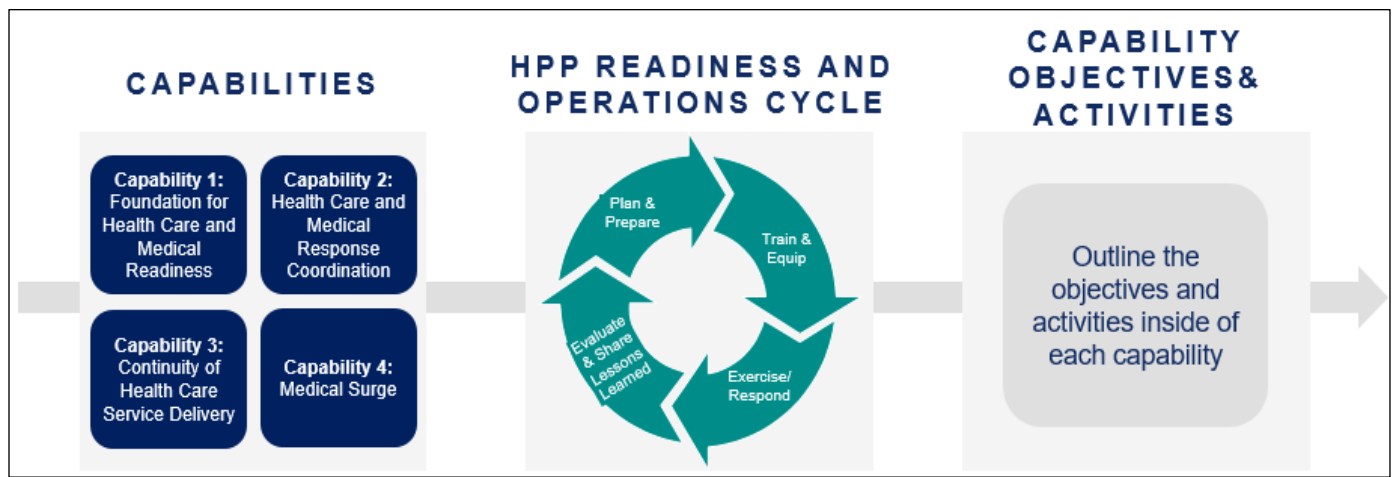 CAPABILITIES
Capability 1:
Foundation for
Health Care and
Medical
Readiness
Capability 2:
Health Care and
Medical
Response
Coordination
Capability 3:
Continuity of
Health Care
Service Delivery
Capability 4:
Medical Surge
HPP READINESS AND
OPERATIONS CYCLE
Plan &
Prepare
Train &
Equip
Exercise/
Respond
Evaluate
& Share
Lessons
Learned
CAPABILITY
OBJECTIVES&
ACTIVITIES
Outline the
objectives and
activities inside of
each capability